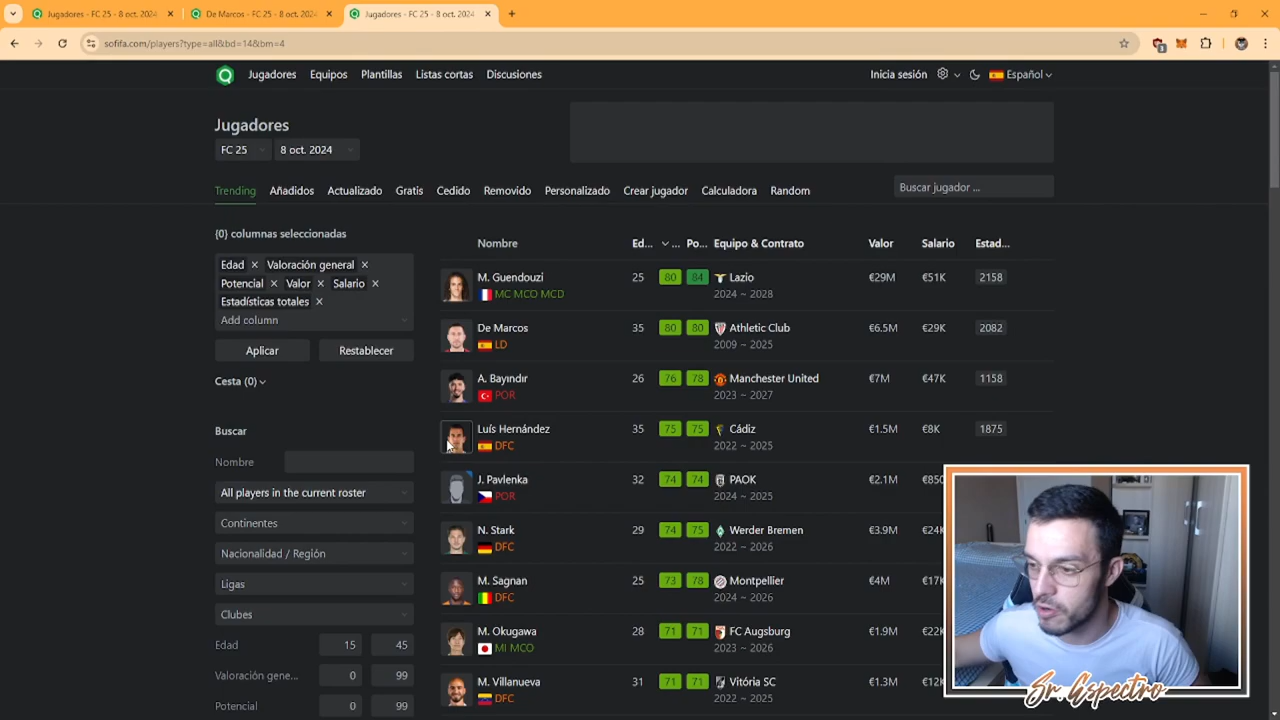 Jugadores - FC 25 - 8 oct. 2024
De Marcos - FC 25 - 8 oct. 2024
Jugadores - FC 25 - 8 oct. 2024
sofifa.com/players?type=all&bd=14&bm=4
3
Jugadores Equipos Plantillas Listas cortas Discusiones
Inicia sesión
Español
Jugadores
FC 25 8 oct. 2024
Trending Añadidos Actualizado Gratis Cedido Removido Personalizado Crear jugador Calculadora Random
Buscar jugador ...
{0} columnas seleccionadas
Edad × Valoración general ×
Potencial × Valor × Salario ×
Estadísticas totales ×
Add column
Aplicar Restablecer
Cesta (0)
Buscar
Nombre
All players in the current roster
Continentes
Nacionalidad / Región
Ligas
Clubes
Edad 15 45
Valoración gene... 0 99
Potencial 0 99
Nombre Ed... ... Po... Equipo & Contrato Valor Salario Estad...
M. Guendouzi 25 80 84 Lazio €29M €51K 2158
MC MCO MCD 2024 ~ 2028
De Marcos 35 80 80 Athletic Club €6.5M €29K 2082
LD 2009 ~ 2025
A. Bayındır 26 76 78 Manchester United €7M €47K 1158
POR 2023 ~ 2027
Luís Hernández 35 75 75 Cádiz €1.5M €8K 1875
DFC 2022 ~ 2025
J. Pavlenka 32 74 74 PAOK €2.1M €850
POR 2024 ~ 2025
N. Stark 29 74 75 Werder Bremen €3.9M €24K
DFC 2022 ~ 2026
M. Sagnan 25 73 78 Montpellier €4M €17K
DFC 2024 ~ 2026
M. Okugawa 28 71 71 FC Augsburg €1.9M €22K
MI MCO 2023 ~ 2026
M. Villanueva 31 71 71 Vitória SC €1.3M €12K
DFC 2022 ~ 2025
Sr. Espectro